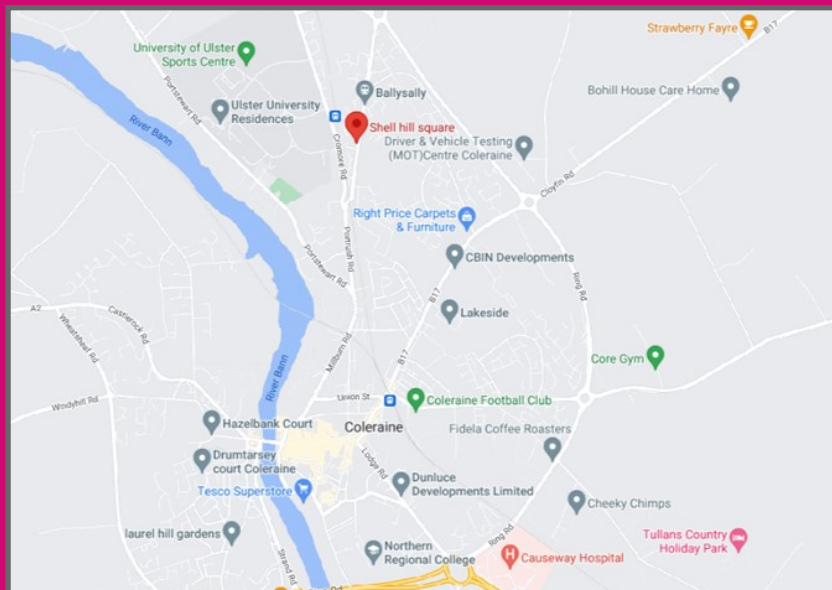 Strawberry Fayre
B17
University of Ulster
Sports Centre
Portstewart Rd
Ballysally
Bohill House Care Home
Ulster University
Residences
River Bann
Shell hill square
Cromore Rd
Driver & Vehicle Testing
(MOT)Centre Coleraine
Cloyfin Rd
Right Price Carpets
& Furniture
Portrush Rd
Portstewart Rd
CBIN Developments
Ring Rd
B17
Lakeside
A2
Castlerock Rd
Wheatsheaf Rd
Millburn Rd
B17
Core Gym
River Bann
Windyhill Rd
Union St
Coleraine Football Club
Hazelbank Court
Coleraine
Fidela Coffee Roasters
Drumtarsey
court Coleraine
Lodge Rd
Dunluce
Developments Limited
Tesco Superstore
Cheeky Chimps
laurel hill gardens
Ring Rd
Tullans Country
Holiday Park
Northern
Regional College
H
Causeway Hospital
Strand Rd